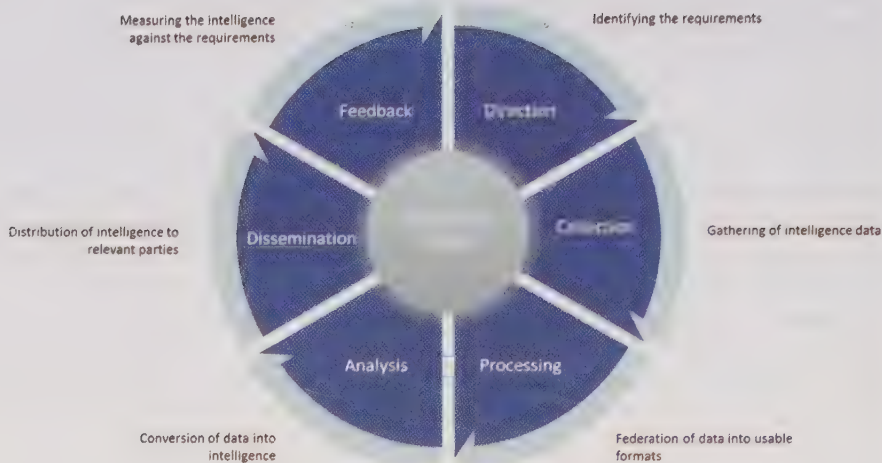 Measuring the intelligence
against the requirements
Identifying the requirements
Feedback
Direction
Dissemination
Collection
Distribution of intelligence to
relevant parties
Gathering of intelligence data
Analysis
Processing
Conversion of data into
intelligence
Federation of data into usable
formats